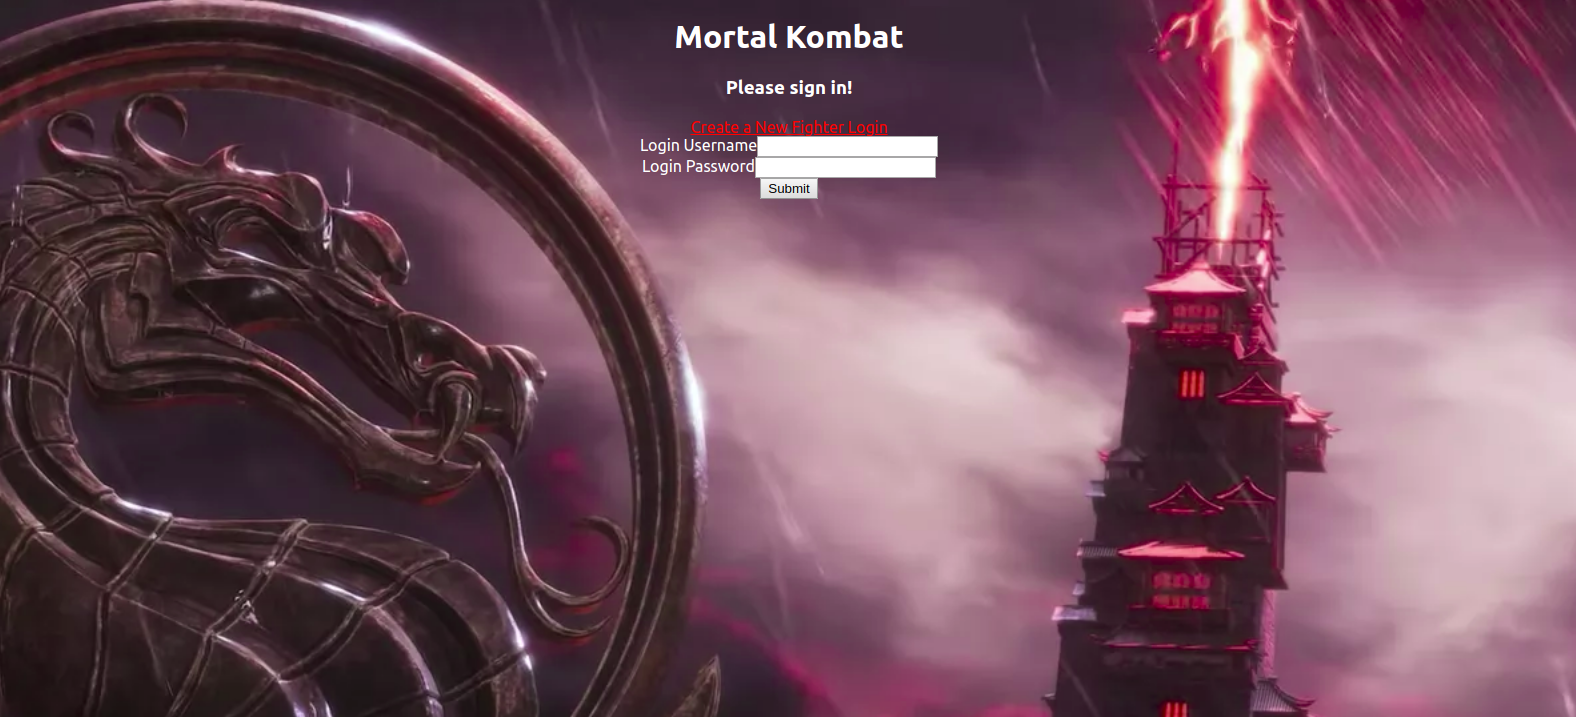 Mortal Kombat
Please sign in!
Create a New Fighter Login
Login Username
Login Password
Submit